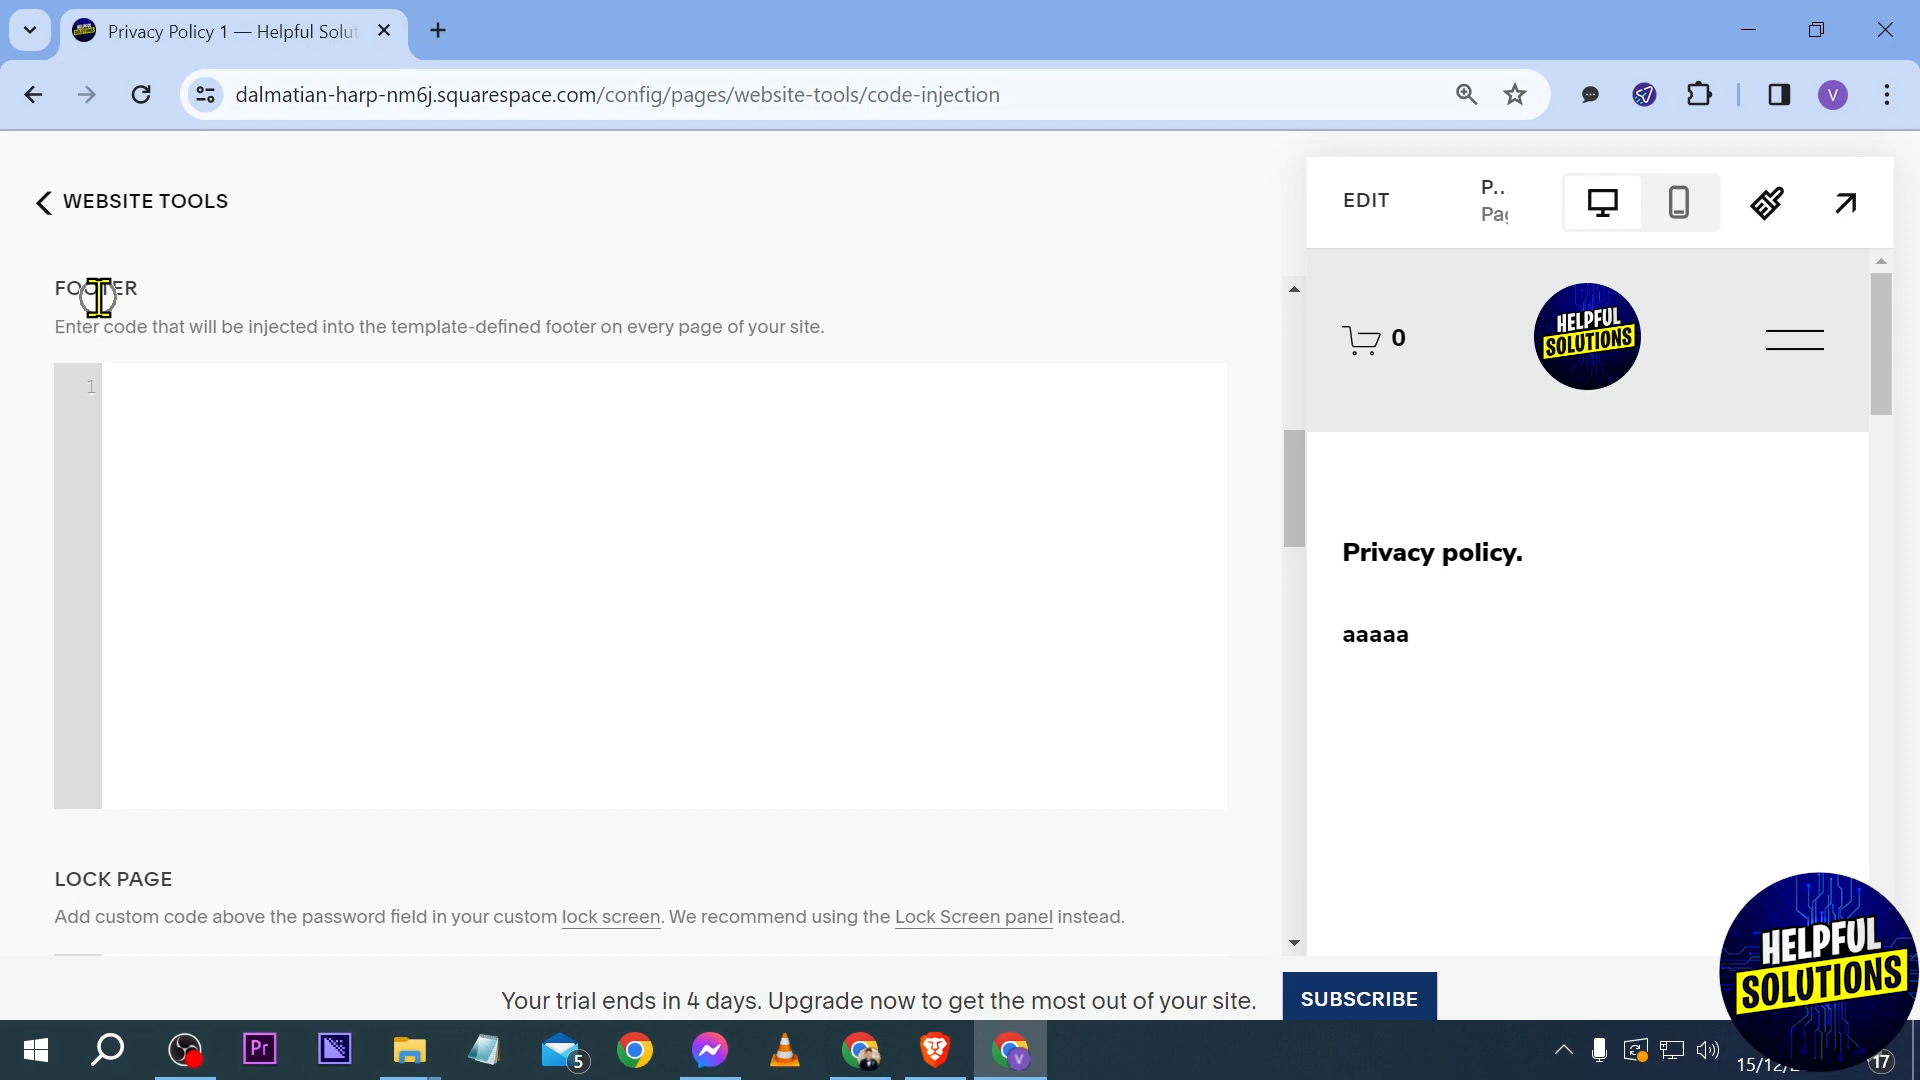 Privacy Policy 1 — Helpful Solut
dalmatian-harp-nm6j.squarespace.com/config/pages/website-tools/code-injection
V
WEBSITE TOOLS
EDIT
P..
Pag
FOOTER
Enter code that will be injected into the template-defined footer on every page of your site.
1
0
HELPFUL
SOLUTIONS
Privacy policy.
aaaaa
LOCK PAGE
Add custom code above the password field in your custom lock screen. We recommend using the Lock Screen panel instead.
Your trial ends in 4 days. Upgrade now to get the most out of your site.
SUBSCRIBE
HELPFUL
SOLUTIONS
Pr
5
V
15/12/
17